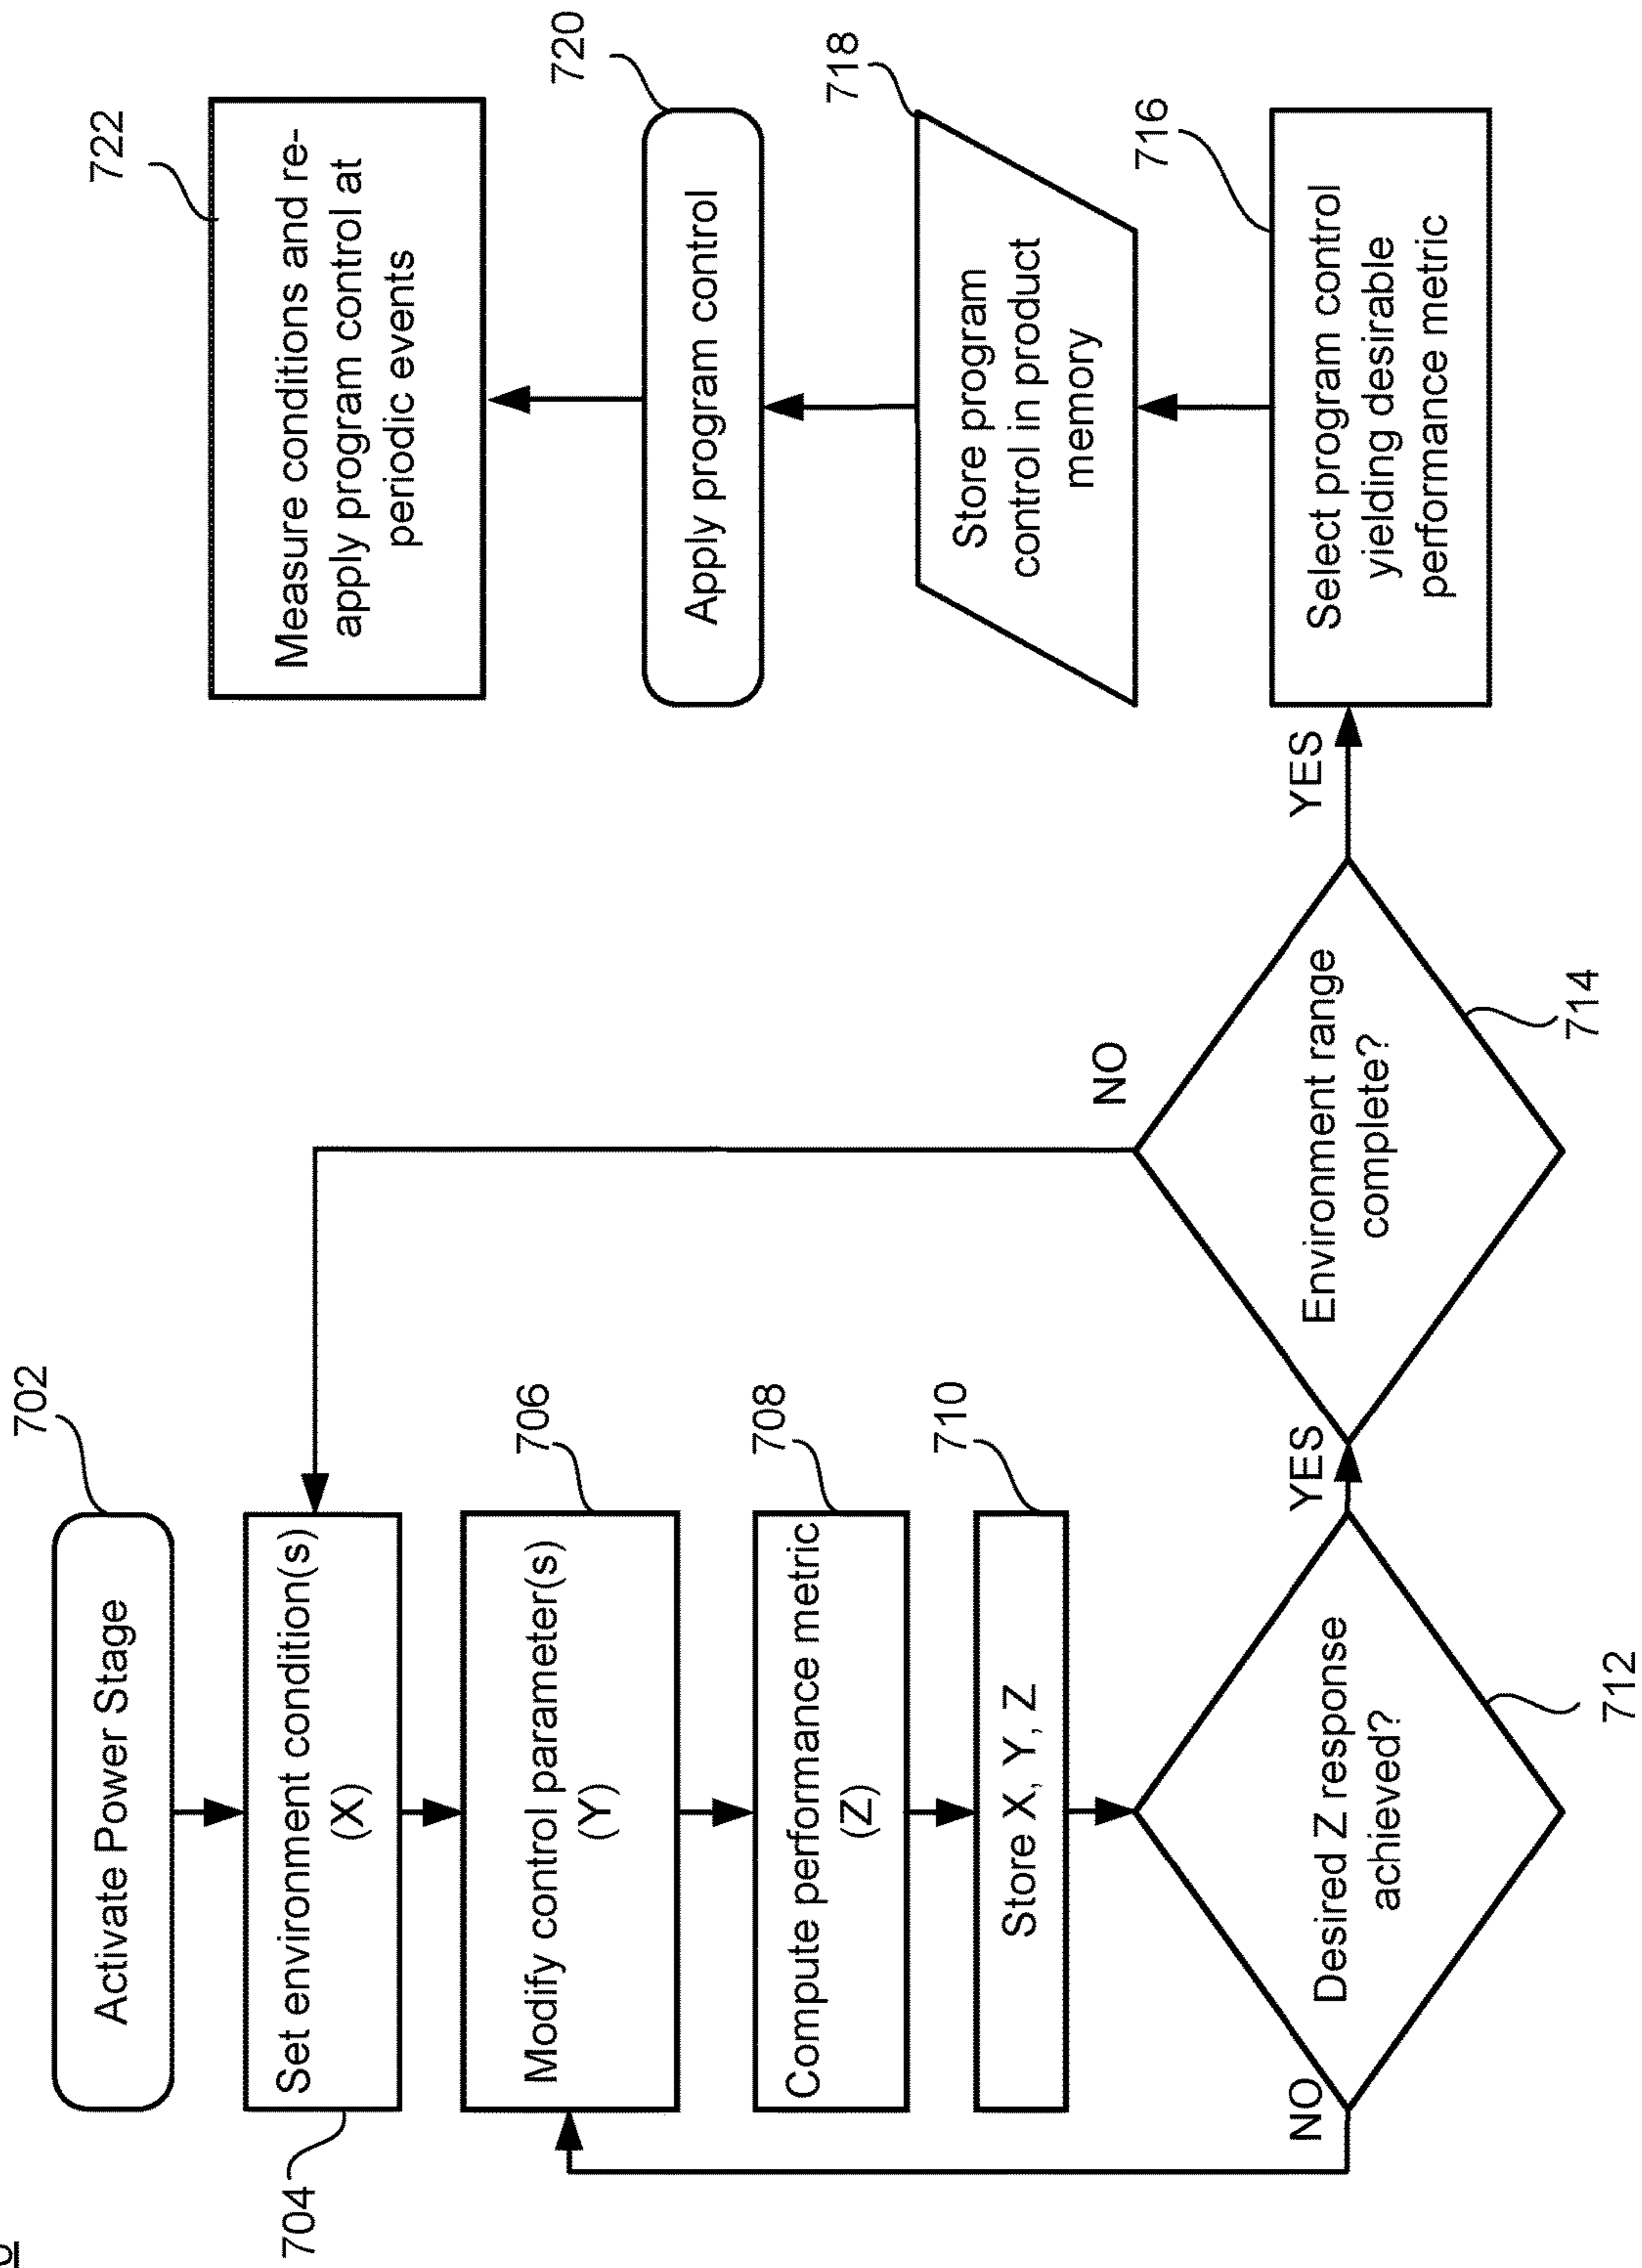 702
Activate Power Stage
704
Set environment condition(s)
(X)
706
Modify control parameter(s)
(Y)
708
Compute performance metric
(Z)
710
Store X, Y, Z
712
Desired Z response
achieved?
NO
YES
714
Environment range
complete?
NO
YES
716
Select program control
yielding desirable
performance metric
718
Store program
control in product
memory
720
Apply program control
722
Measure conditions and re-
apply program control at
periodic events